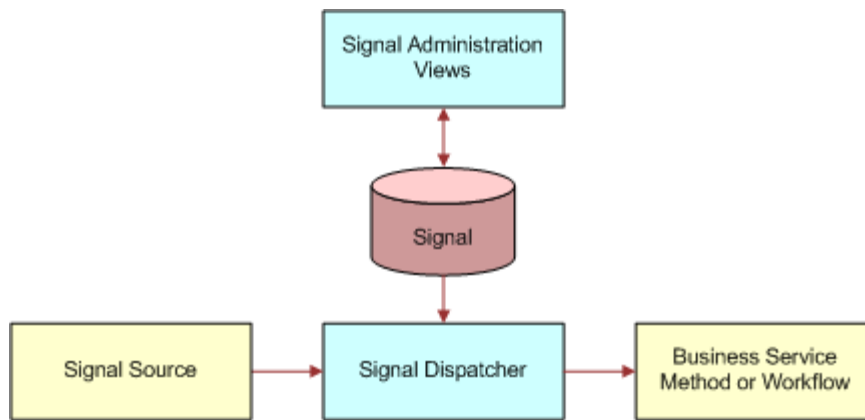 Signal Administration
Views
Signal
Signal Source
Signal Dispatcher
Business Service
Method or Workflow